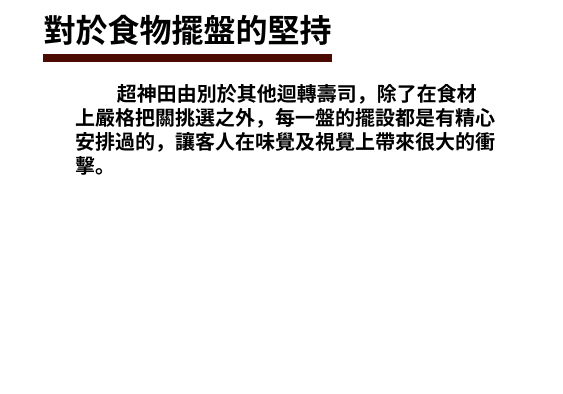 對於食物擺盤的堅持
超神田由別於其他迴轉壽司，除了在食材
上嚴格把關挑選之外，每一盤的擺設都是有精心
安排過的，讓客人在味覺及視覺上帶來很大的衝
擊。